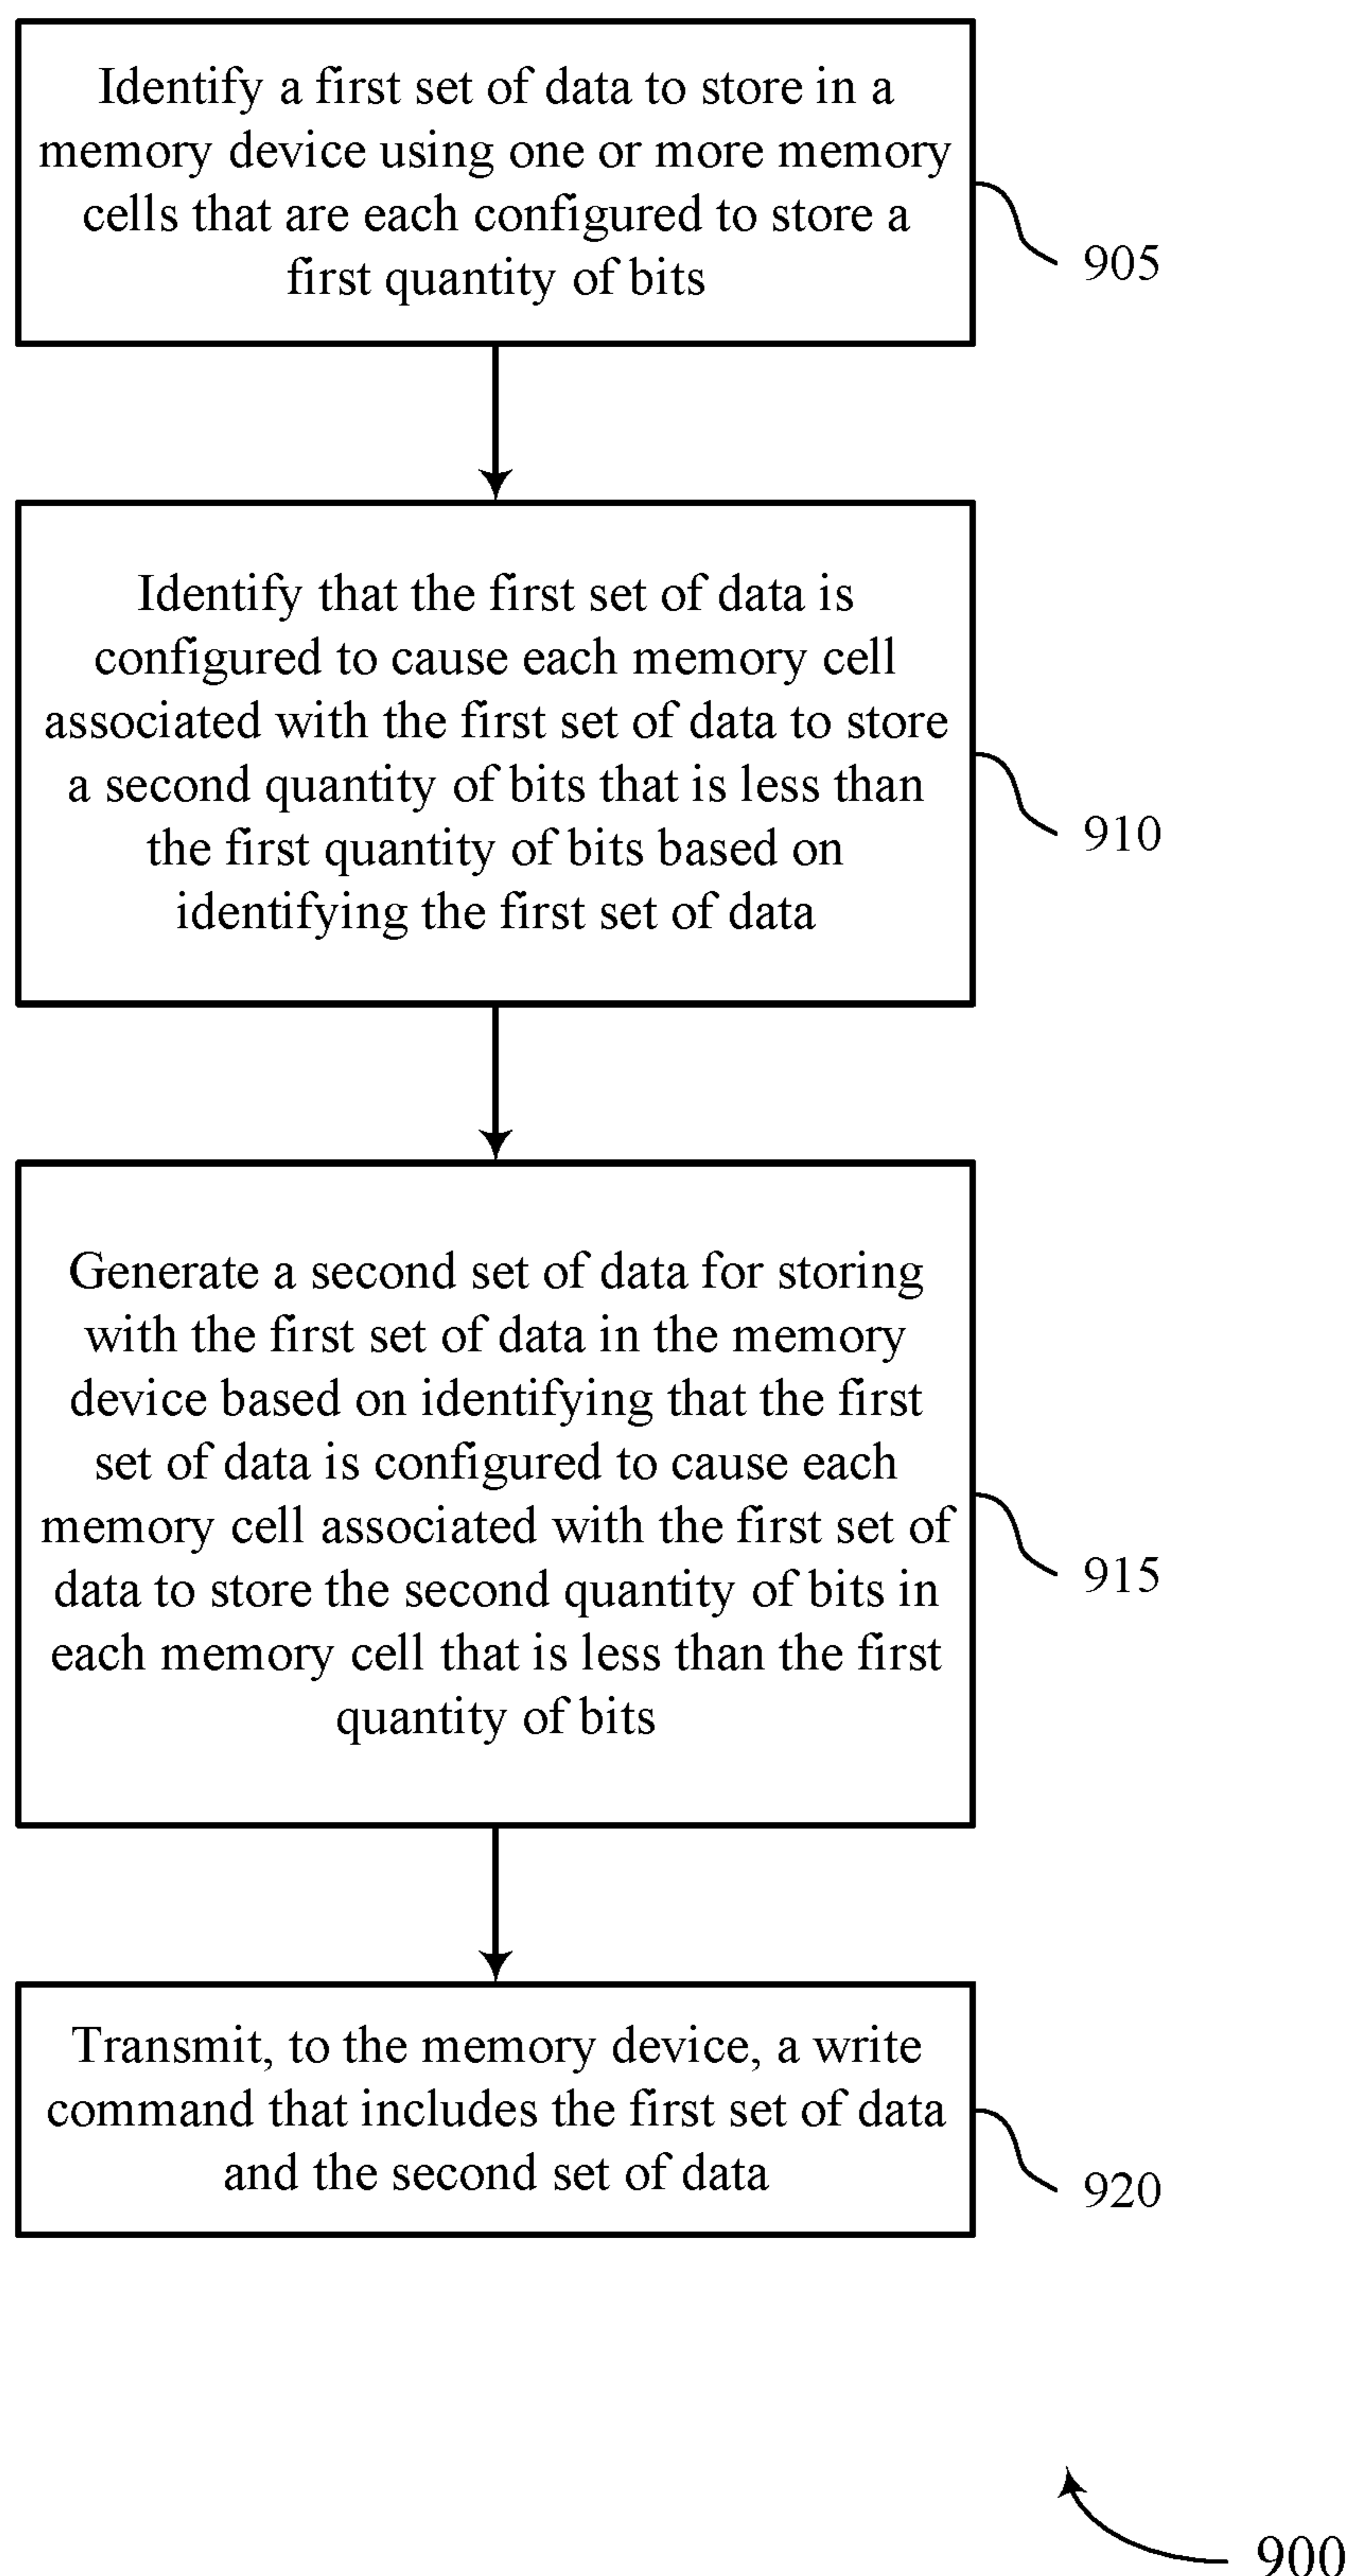 Identify a first set of data to store in a
memory device using one or more memory
cells that are each configured to store a
first quantity of bits
905
Identify that the first set of data is
configured to cause each memory cell
associated with the first set of data to store
a second quantity of bits that is less than
the first quantity of bits based on
identifying the first set of data
910
Generate a second set of data for storing
with the first set of data in the memory
device based on identifying that the first
set of data is configured to cause each
memory cell associated with the first set of
data to store the second quantity of bits in
each memory cell that is less than the first
quantity of bits
915
Transmit, to the memory device, a write
command that includes the first set of data
and the second set of data
920
900